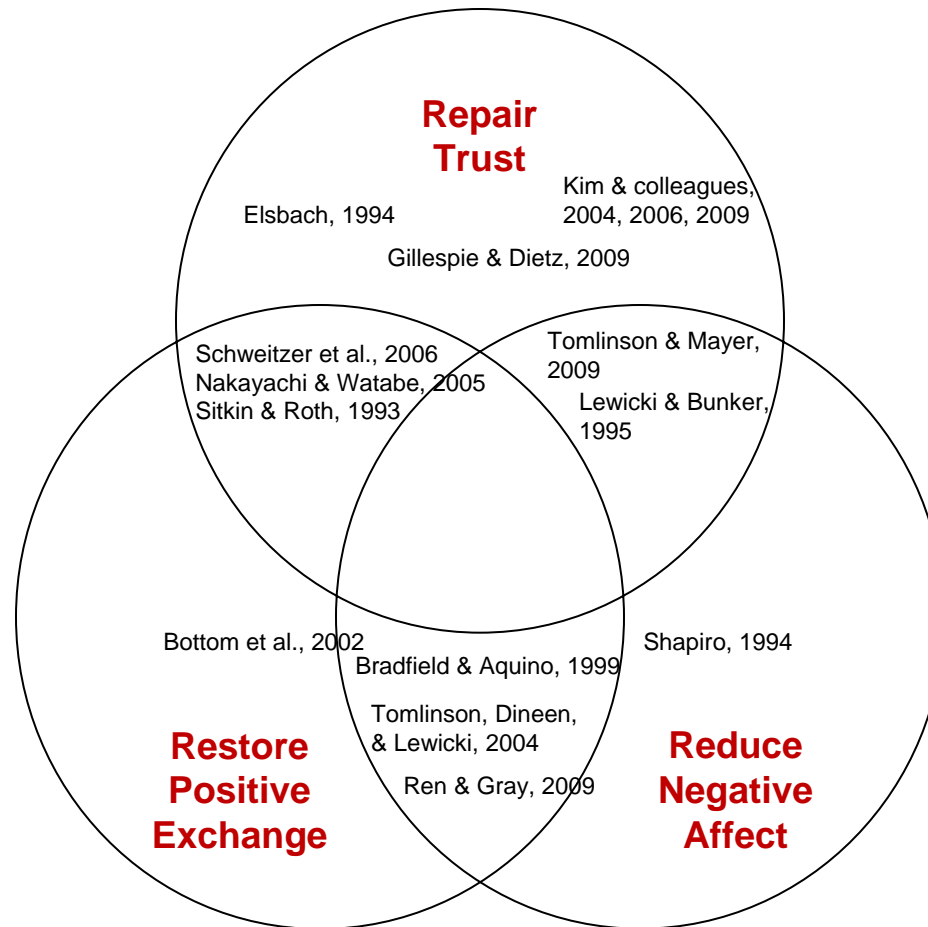 Repair
Trust
Kim & colleagues,
2004, 2006, 2009
Elsbach, 1994
Gillespie & Dietz, 2009
Schweitzer et al., 2006
Nakayachi & Watabe, 2005
Sitkin & Roth, 1993
Tomlinson & Mayer,
2009
Lewicki & Bunker,
1995
Bottom et al., 2002
Bradfield & Aquino, 1999
Tomlinson, Dineen,
& Lewicki, 2004
Ren & Gray, 2009
Shapiro, 1994
Restore
Positive
Exchange
Reduce
Negative
Affect